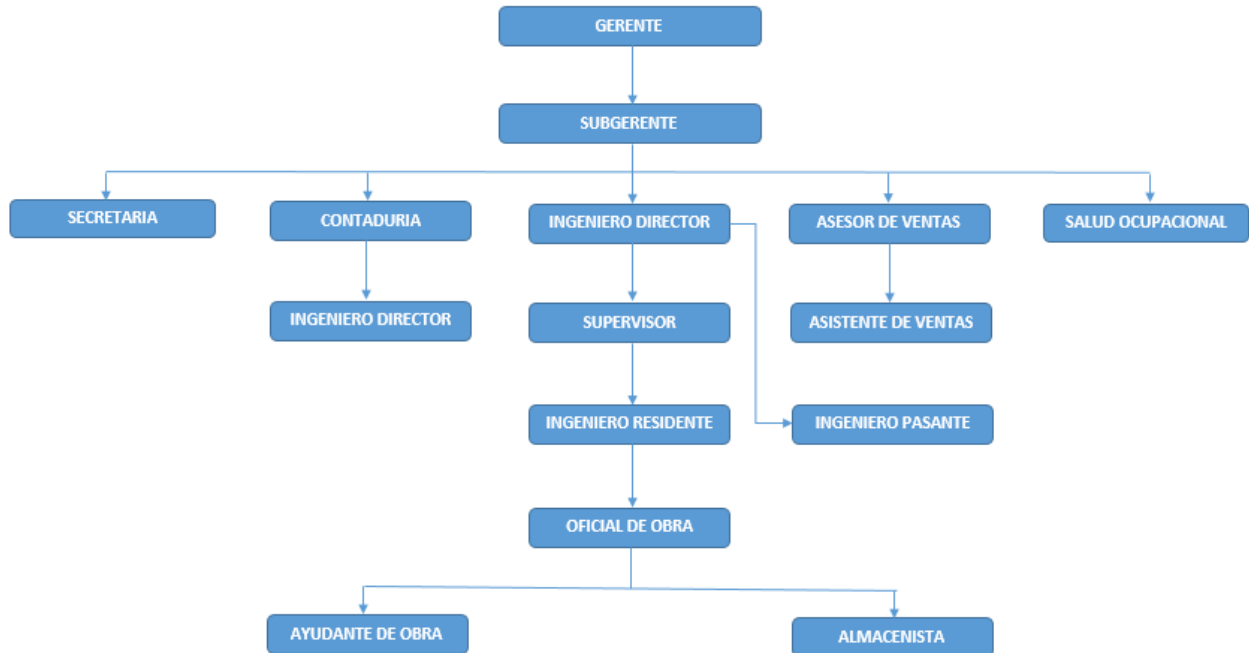 GERENTE
SUBGERENTE
SECRETARIA
CONTADURIA
INGENIERO DIRECTOR
ASESOR DE VENTAS
SALUD OCUPACIONAL
INGENIERO DIRECTOR
SUPERVISOR
ASISTENTE DE VENTAS
INGENIERO RESIDENTE
INGENIERO PASANTE
OFICIAL DE OBRA
AYUDANTE DE OBRA
ALMACENISTA